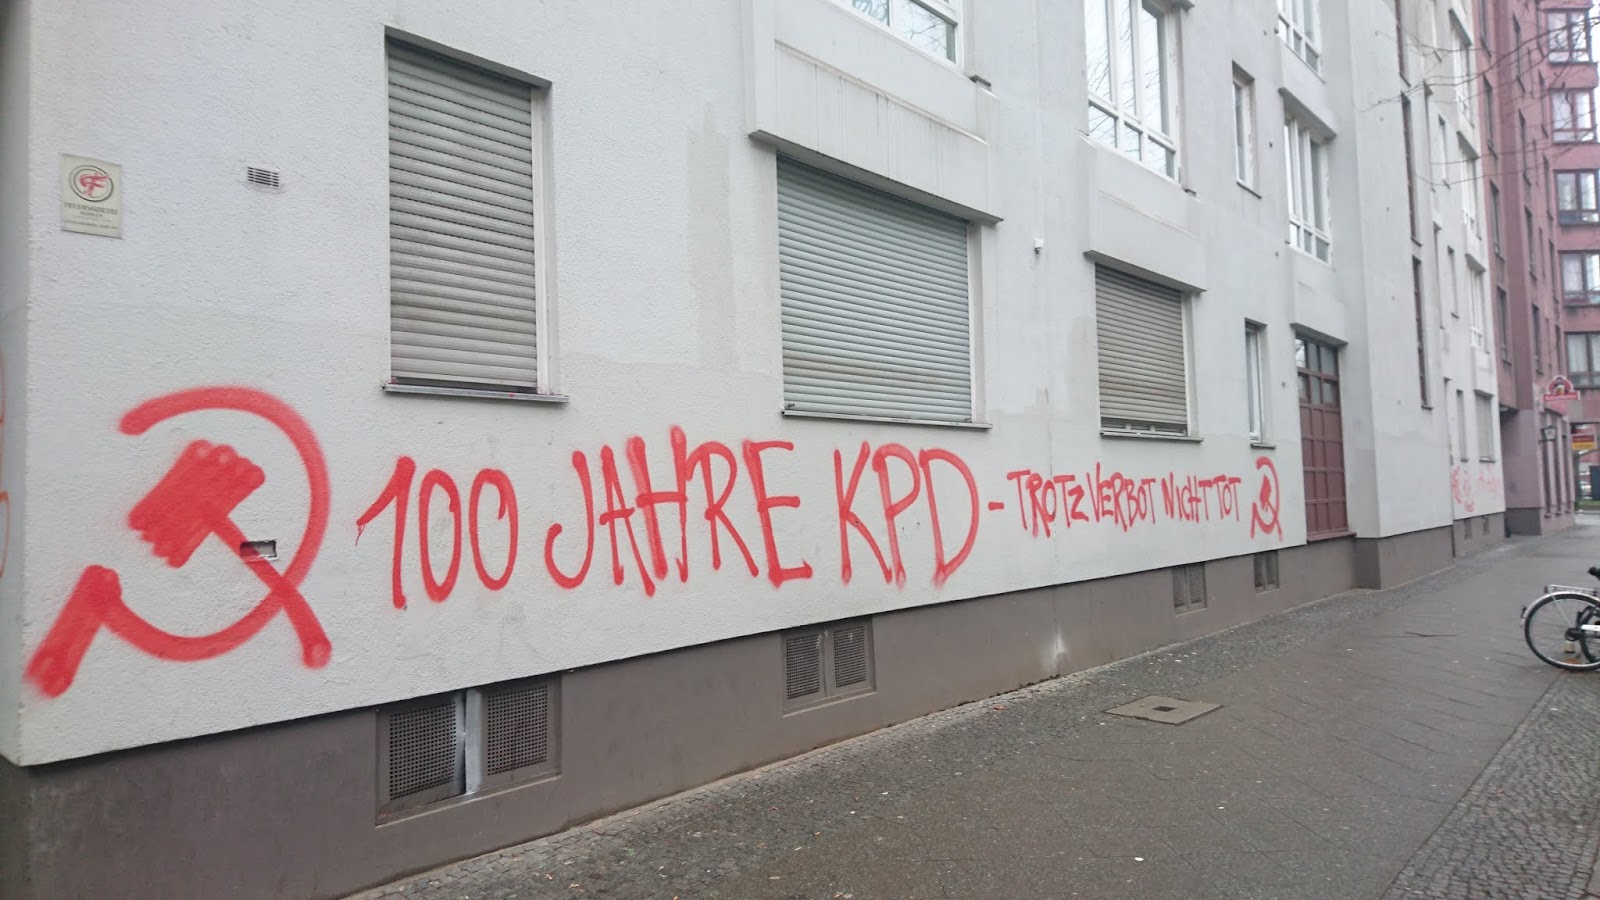 100 JAHRE KPD - TROTZ VERBOT NICHT TOT